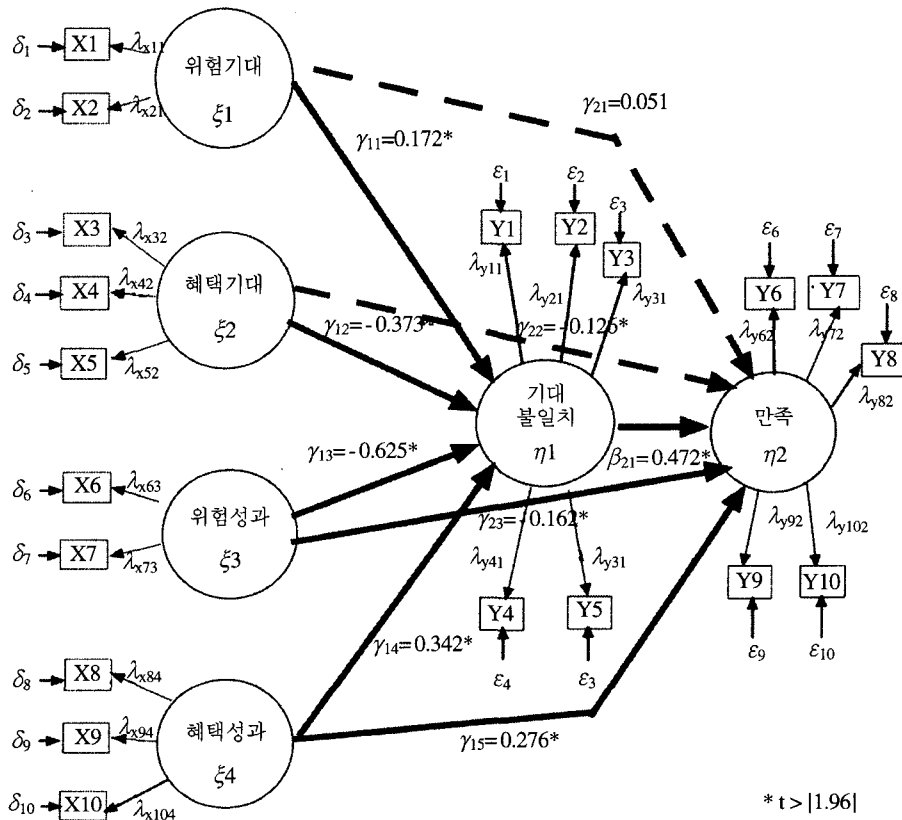 δ1 X1 λx11
δ2 X2 λx21
위험기대
ξ1
γ21=0.051
γ11=0.172*
δ3 X3 λx32
δ4 X4 λx42
δ5 X5 λx52
혜택기대
ξ2
γ12=-0.373*
γ22=-0.126*
ε1 ε2 ε3
Y1 Y2 Y3
λy11 λy21 λy31
ε6 ε7 ε8
Y6 Y7 Y8
λy62 λy72 λy82
기대
불일치
η1
만족
η2
β21=0.472*
γ13=-0.625*
γ23=-0.162*
δ6 X6 λx63
δ7 X7 λx73
위험성과
ξ3
λy41 λy31
Y4 Y5
ε4 ε3
λy92 λy102
Y9 Y10
ε9 ε10
γ14=0.342*
δ8 X8 λx84
δ9 X9 λx94
δ10 X10 λx104
혜택성과
ξ4
γ15=0.276*
* t > |1.96|